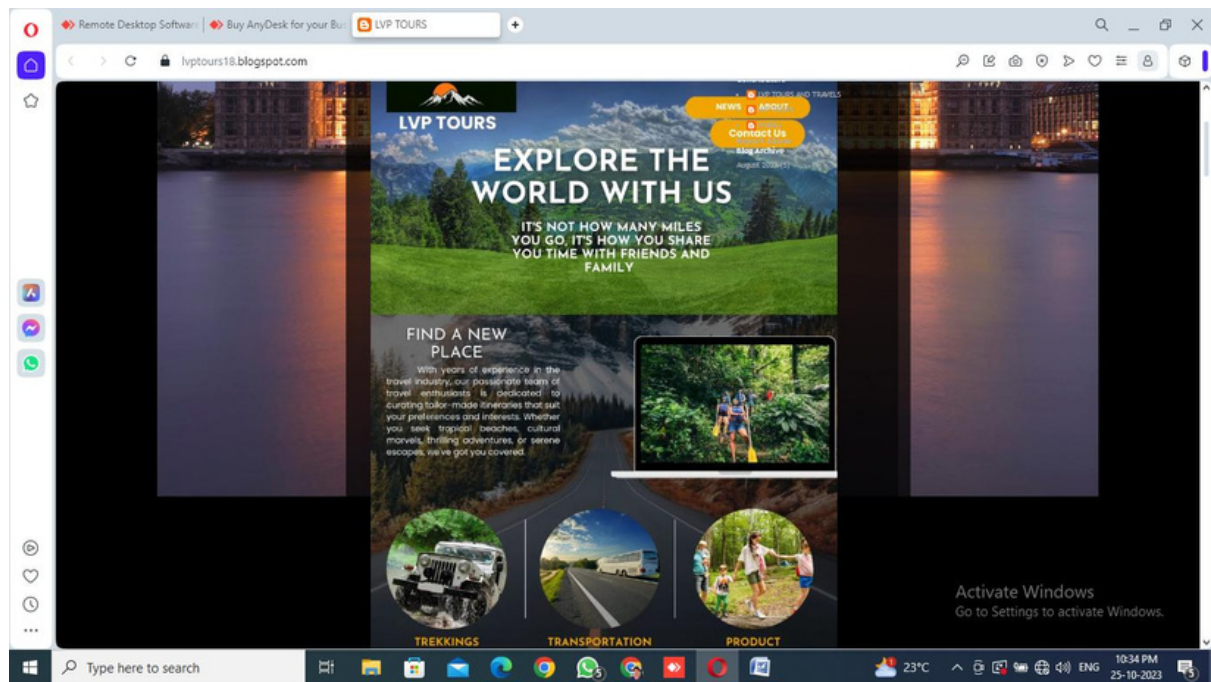 Remote Desktop Softwar
Buy AnyDesk for your Bu
LVP TOURS
lvptours18.blogspot.com
LVP TOURS AND TRAVELS
NEWS
ABOUT
LVP TOURS
Contact Us
Blog Archive
EXPLORE THE
WORLD WITH US
IT'S NOT HOW MANY MILES
YOU GO, IT'S HOW YOU SHARE
YOU TIME WITH FRIENDS AND
FAMILY
FIND A NEW
PLACE
With years of experience in the
travel industry, our passionate team of
travel enthusiasts is dedicated to
curating tailor-made itineraries that suit
your preferences and interests. Whether
you seek tropical beaches, cultural
marvels, thrilling adventures, or serene
escapes, we've got you covered.
TREKKINGS
TRANSPORTATION
PRODUCT
Activate Windows
Go to Settings to activate Windows.
Type here to search
5
23°C
ENG
10:34 PM
25-10-2023
5